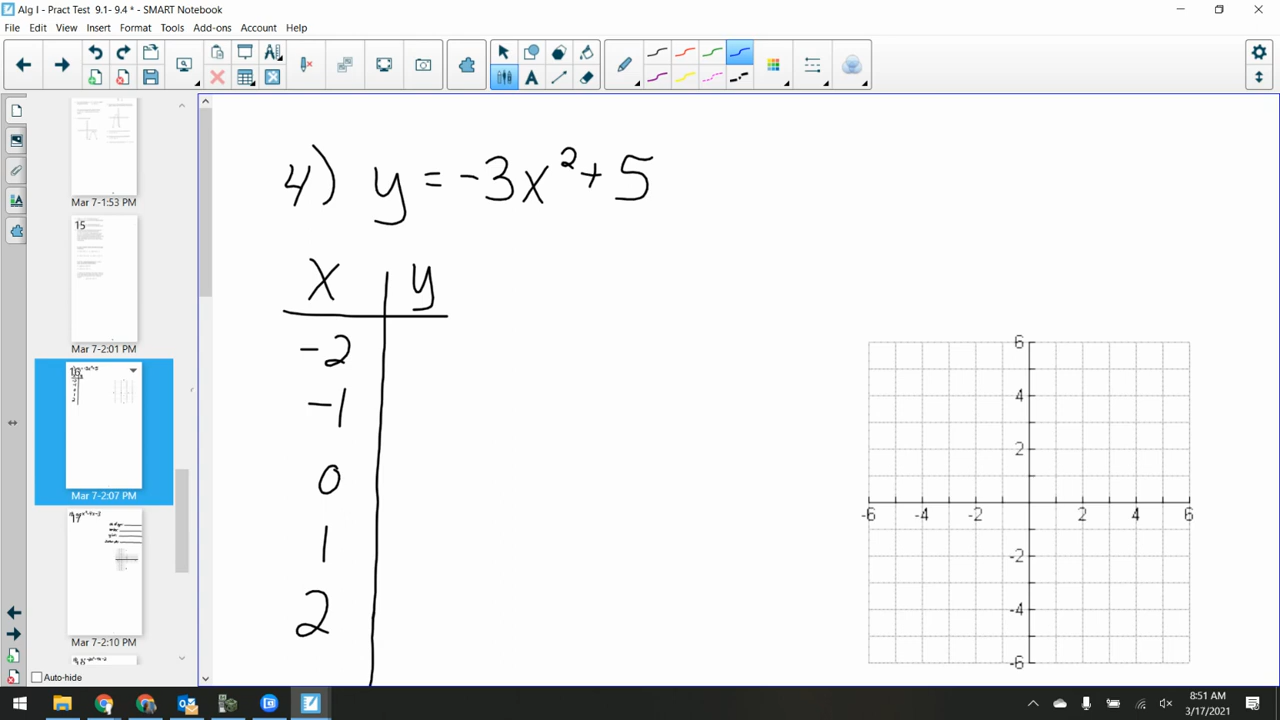 Alg I - Pract Test 9.1- 9.4 * - SMART Notebook
File Edit View Insert Format Tools Add-ons Account Help
Mar 7-1:53 PM
15
Mar 7-2:01 PM
16
Mar 7-2:07 PM
17
Mar 7-2:10 PM
Auto-hide
4) y = -3x² + 5
x y
-2
-1
0
1
2
6
4
2
-6 -4 -2 2 4 6
-2
-4
-6
8:51 AM
3/17/2021